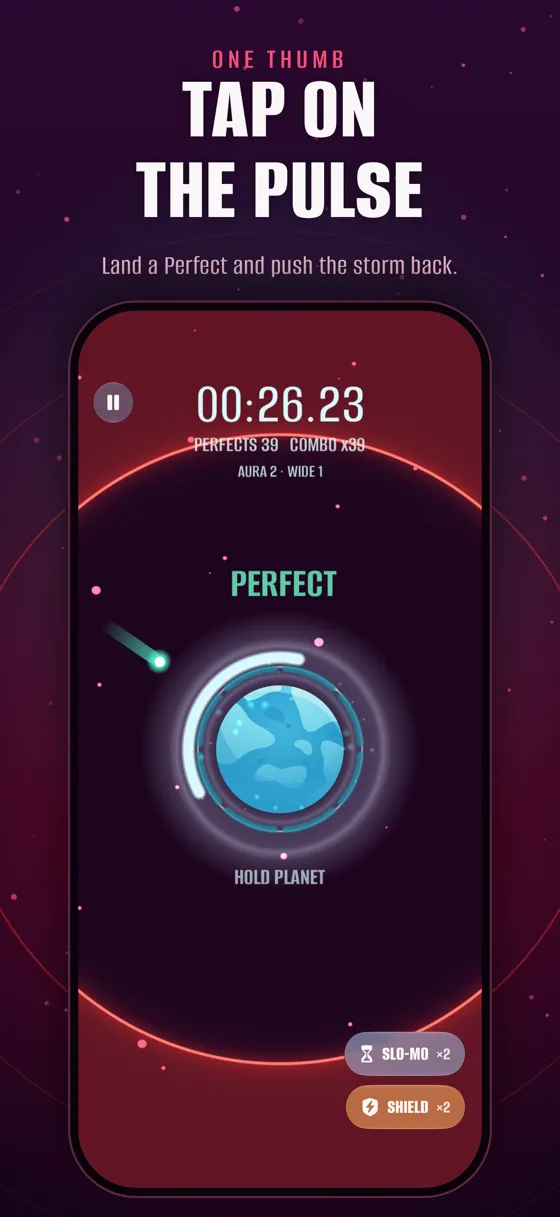 ONE THUMB
TAP ON
THE PULSE
Land a Perfect and push the storm back.
00:26.23
PERFECTS 39 COMBO x39
AURA 2 · WIDE 1
PERFECT
HOLD PLANET
SLO-MO ×2
SHIELD ×2